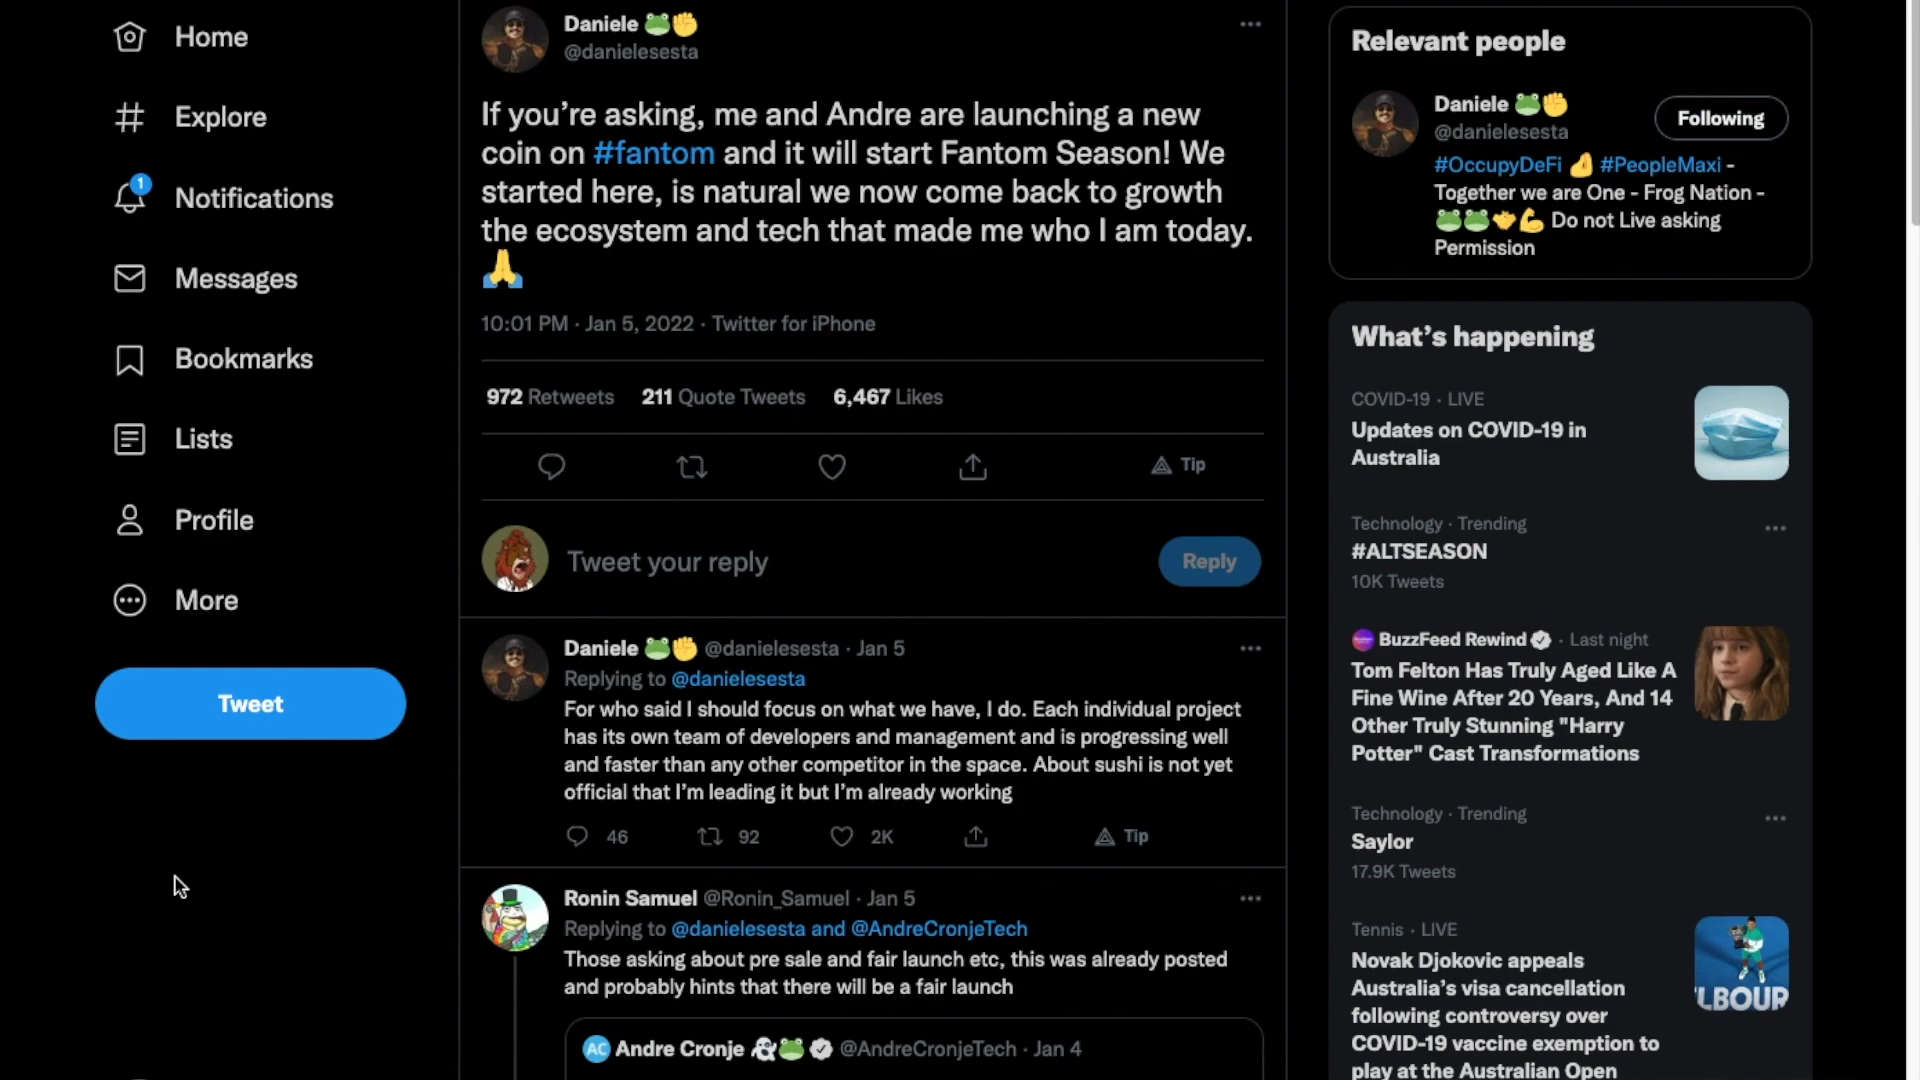 Home
Explore
1
Notifications
Messages
Bookmarks
Lists
Profile
More
Tweet
Daniele 🐸✊
@danielesesta
If you’re asking, me and Andre are launching a new
coin on #fantom and it will start Fantom Season! We
started here, is natural we now come back to growth
the ecosystem and tech that made me who I am today.
🙏
10:01 PM · Jan 5, 2022 · Twitter for iPhone
972 Retweets 211 Quote Tweets 6,467 Likes
Tip
Tweet your reply
Reply
Daniele 🐸✊ @danielesesta · Jan 5
Replying to @danielesesta
For who said I should focus on what we have, I do. Each individual project
has its own team of developers and management and is progressing well
and faster than any other competitor in the space. About sushi is not yet
official that I’m leading it but I’m already working
46 92 2K Tip
Ronin Samuel @Ronin_Samuel · Jan 5
Replying to @danielesesta and @AndreCronjeTech
Those asking about pre sale and fair launch etc, this was already posted
and probably hints that there will be a fair launch
AC Andre Cronje 👻🐸 @AndreCronjeTech · Jan 4
Relevant people
Daniele 🐸✊
@danielesesta
Following
#OccupyDeFi 🤌 #PeopleMaxi -
Together we are One - Frog Nation -
🐸🐸🤝💪 Do not Live asking
Permission
What’s happening
COVID-19 · LIVE
Updates on COVID-19 in
Australia
Technology · Trending
#ALTSEASON
10K Tweets
BuzzFeed Rewind · Last night
Tom Felton Has Truly Aged Like A
Fine Wine After 20 Years, And 14
Other Truly Stunning "Harry
Potter" Cast Transformations
Technology · Trending
Saylor
17.9K Tweets
Tennis · LIVE
Novak Djokovic appeals
Australia’s visa cancellation
following controversy over
COVID-19 vaccine exemption to
play at the Australian Open
LBOUR